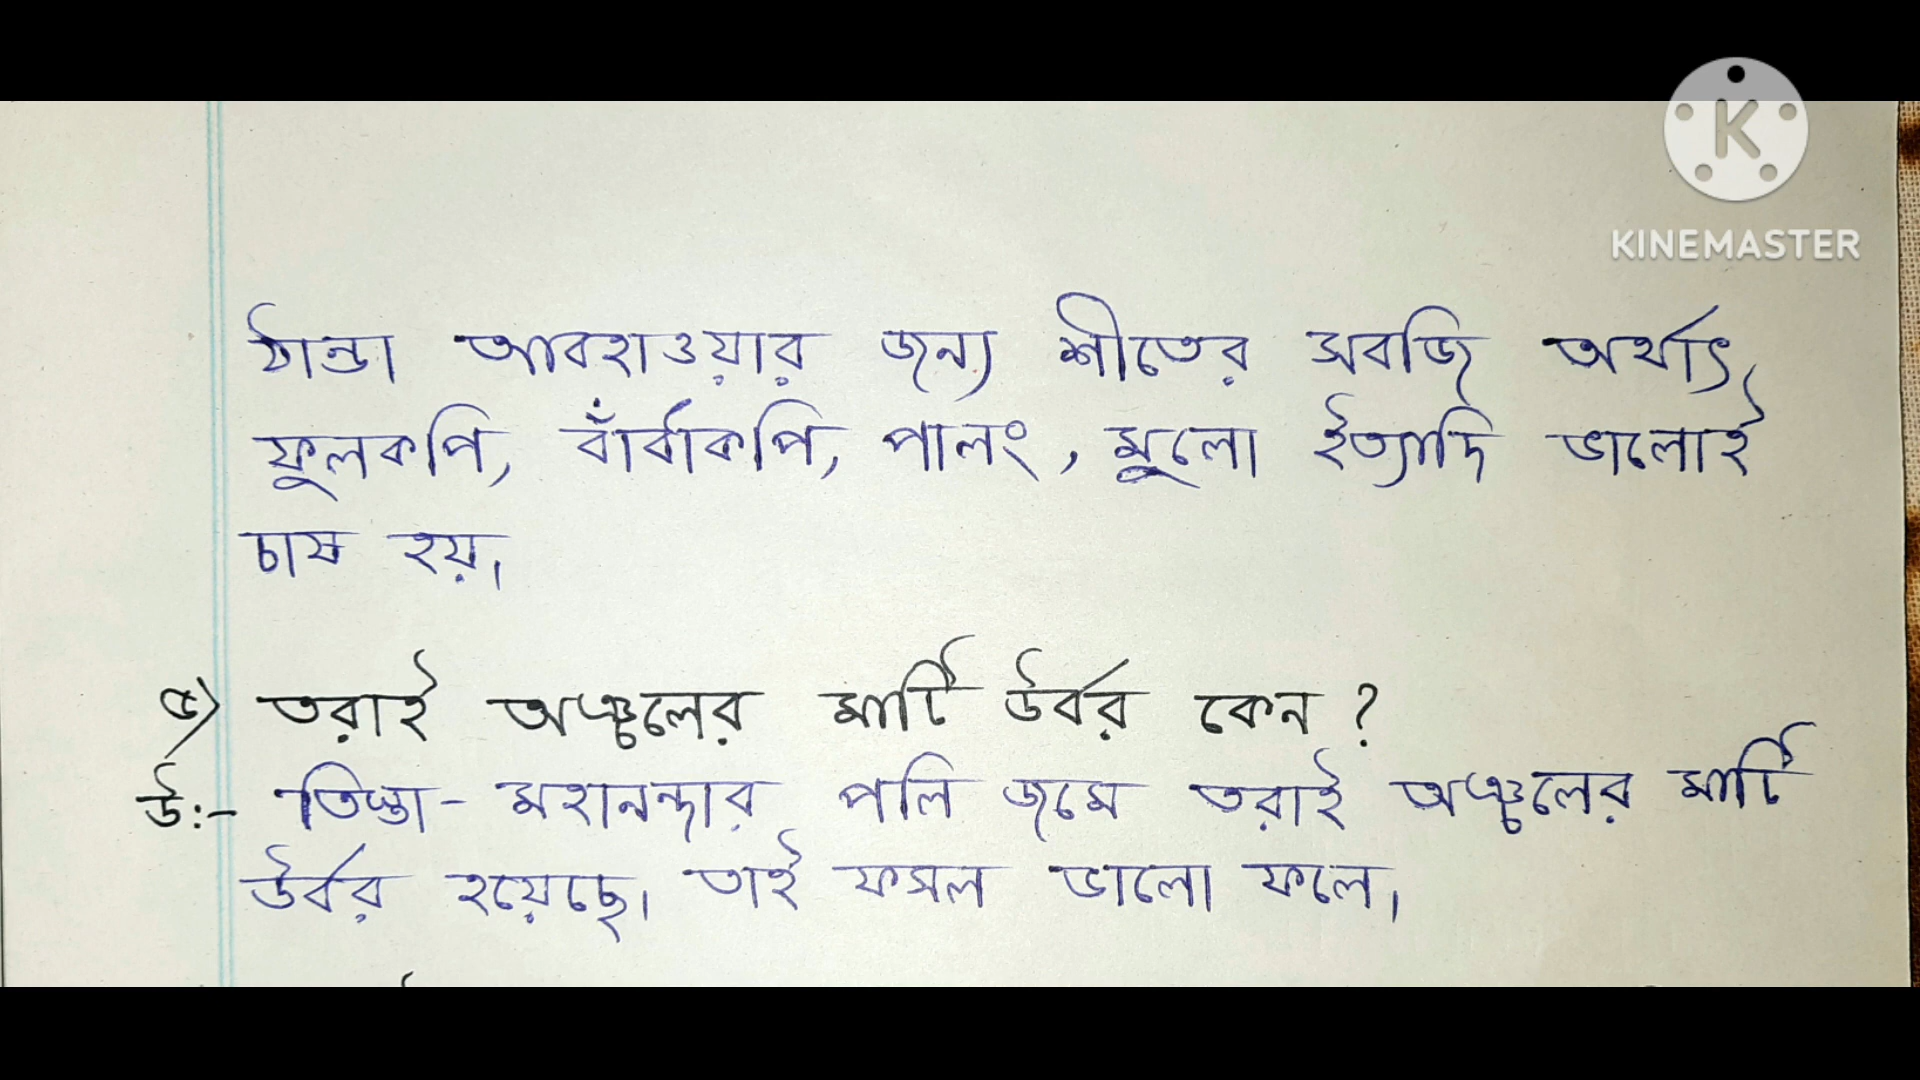 KINEMASTER
ঠান্ডা আবহাওয়ার জন্য শীতের সবজি অর্থাৎ
ফুলকপি, বাঁধাকপি, পালং, মুলো ইত্যাদি ভালোই
চাষ হয়।
৫) তরাই অঞ্চলের মাটি উর্বর কেন ?
উঃ- তিস্তা - মহানন্দার পলি জমে তরাই অঞ্চলের মাটি
উর্বর হয়েছে। তাই ফসল ভালো ফলে।